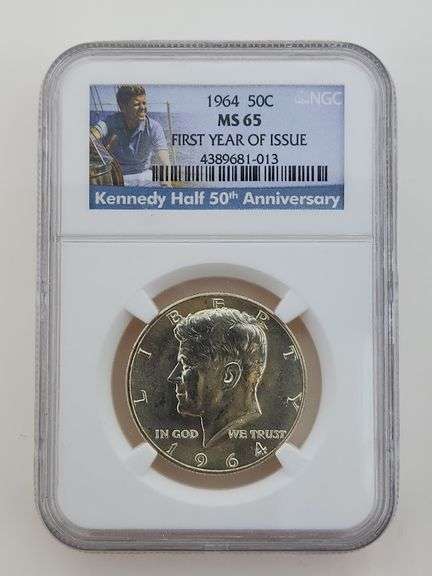 1964 50C
NGC
MS 65
FIRST YEAR OF ISSUE
4389681-013
Kennedy Half 50th Anniversary
LIBERTY
IN GOD WE TRUST
1964